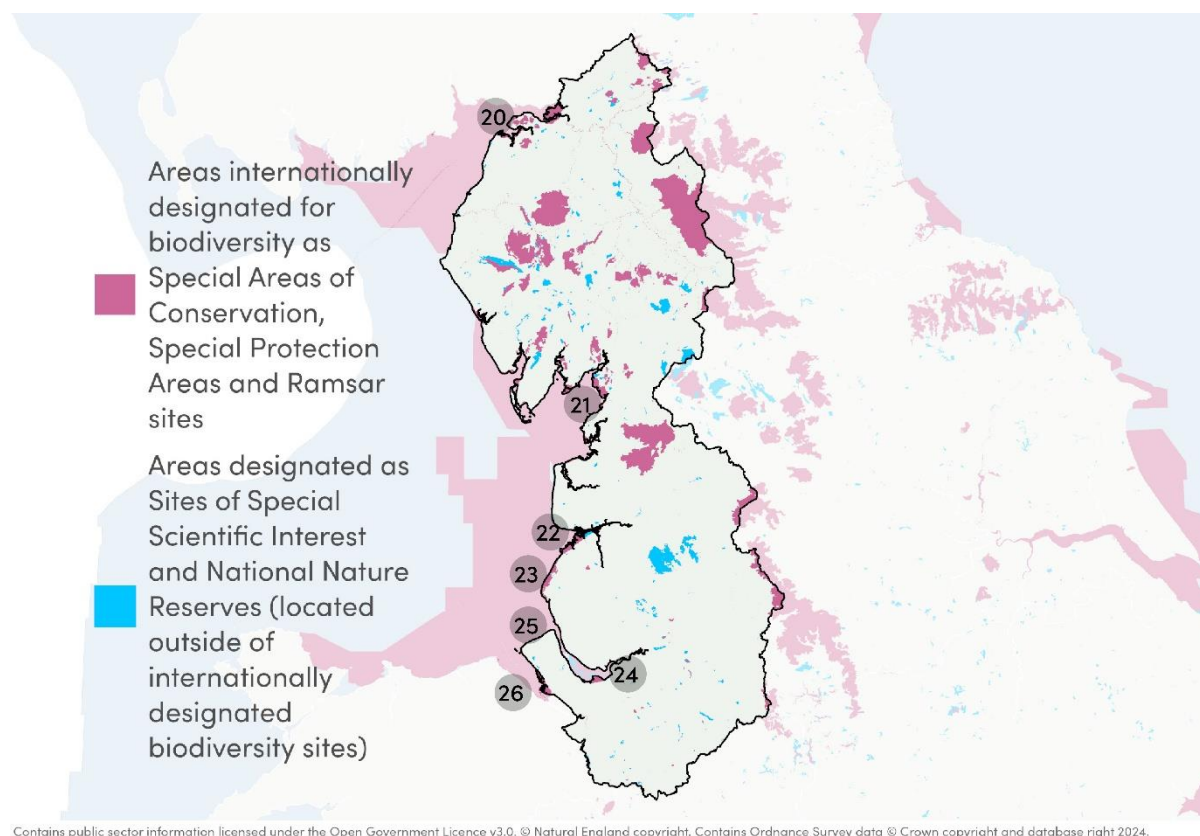 Areas internationally
designated for
biodiversity as
Special Areas of
Conservation,
Special Protection
Areas and Ramsar
sites
Areas designated as
Sites of Special
Scientific Interest
and National Nature
Reserves (located
outside of
internationally
designated
biodiversity sites)
20
21
22
23
25
24
26
Contains public sector information licensed under the Open Government Licence v3.0. © Natural England copyright. Contains Ordnance Survey data © Crown copyright and database right 2024.